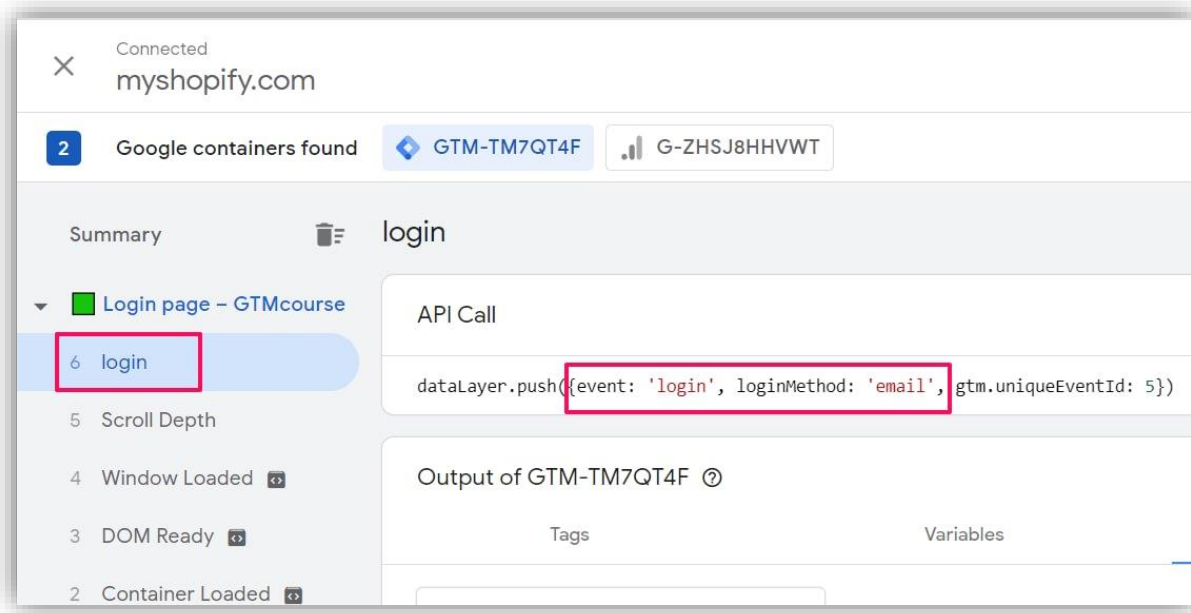 Connected
myshopify.com
2 Google containers found GTM-TM7QT4F G-ZHSJ8HHVWT
Summary
login
Login page – GTMcourse
API Call
6 login
dataLayer.push({event: 'login', loginMethod: 'email', gtm.uniqueEventId: 5})
5 Scroll Depth
4 Window Loaded
Output of GTM-TM7QT4F
3 DOM Ready
Tags Variables
2 Container Loaded